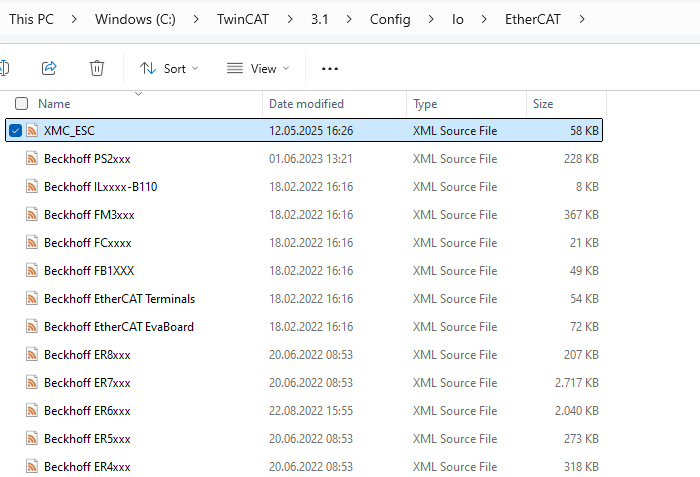 This PC > Windows (C:) > TwinCAT > 3.1 > Config > Io > EtherCAT >
Sort View ...
Name Date modified Type Size
XMC_ESC 12.05.2025 16:26 XML Source File 58 KB
Beckhoff PS2xxx 01.06.2023 13:21 XML Source File 228 KB
Beckhoff ILxxxx-B110 18.02.2022 16:16 XML Source File 8 KB
Beckhoff FM3xxx 18.02.2022 16:16 XML Source File 367 KB
Beckhoff FCxxxx 18.02.2022 16:16 XML Source File 21 KB
Beckhoff FB1XXX 18.02.2022 16:16 XML Source File 49 KB
Beckhoff EtherCAT Terminals 18.02.2022 16:16 XML Source File 54 KB
Beckhoff EtherCAT EvaBoard 18.02.2022 16:16 XML Source File 72 KB
Beckhoff ER8xxx 20.06.2022 08:53 XML Source File 207 KB
Beckhoff ER7xxx 20.06.2022 08:53 XML Source File 2.717 KB
Beckhoff ER6xxx 22.08.2022 15:55 XML Source File 2.040 KB
Beckhoff ER5xxx 20.06.2022 08:53 XML Source File 273 KB
Beckhoff ER4xxx 20.06.2022 08:53 XML Source File 318 KB